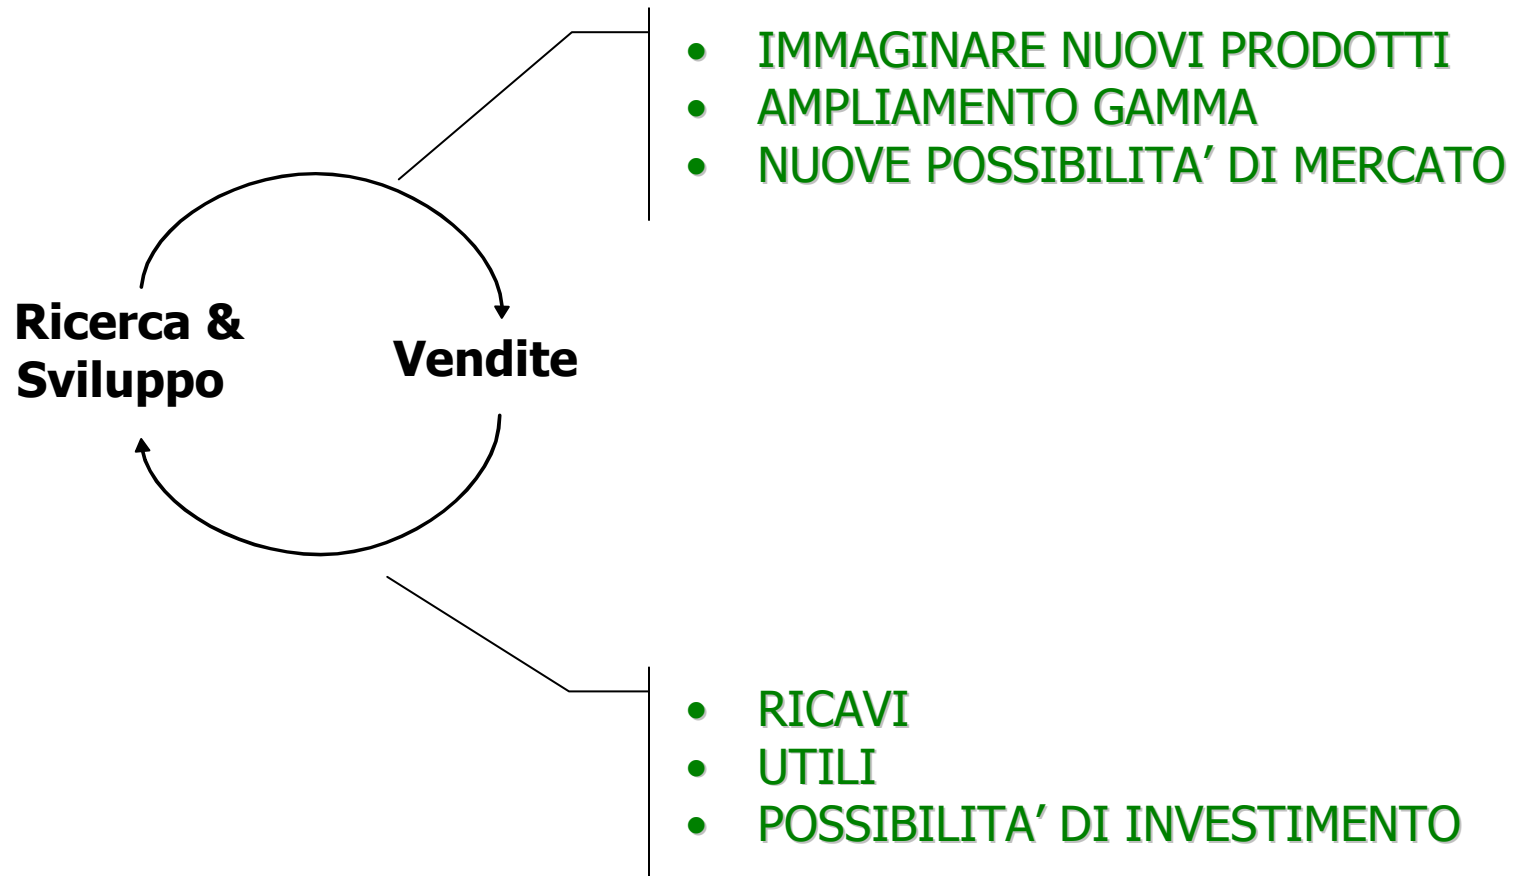 • IMMAGINARE NUOVI PRODOTTI
• AMPLIAMENTO GAMMA
• NUOVE POSSIBILITA’ DI MERCATO
Ricerca &
Sviluppo
Vendite
• RICAVI
• UTILI
• POSSIBILITA’ DI INVESTIMENTO